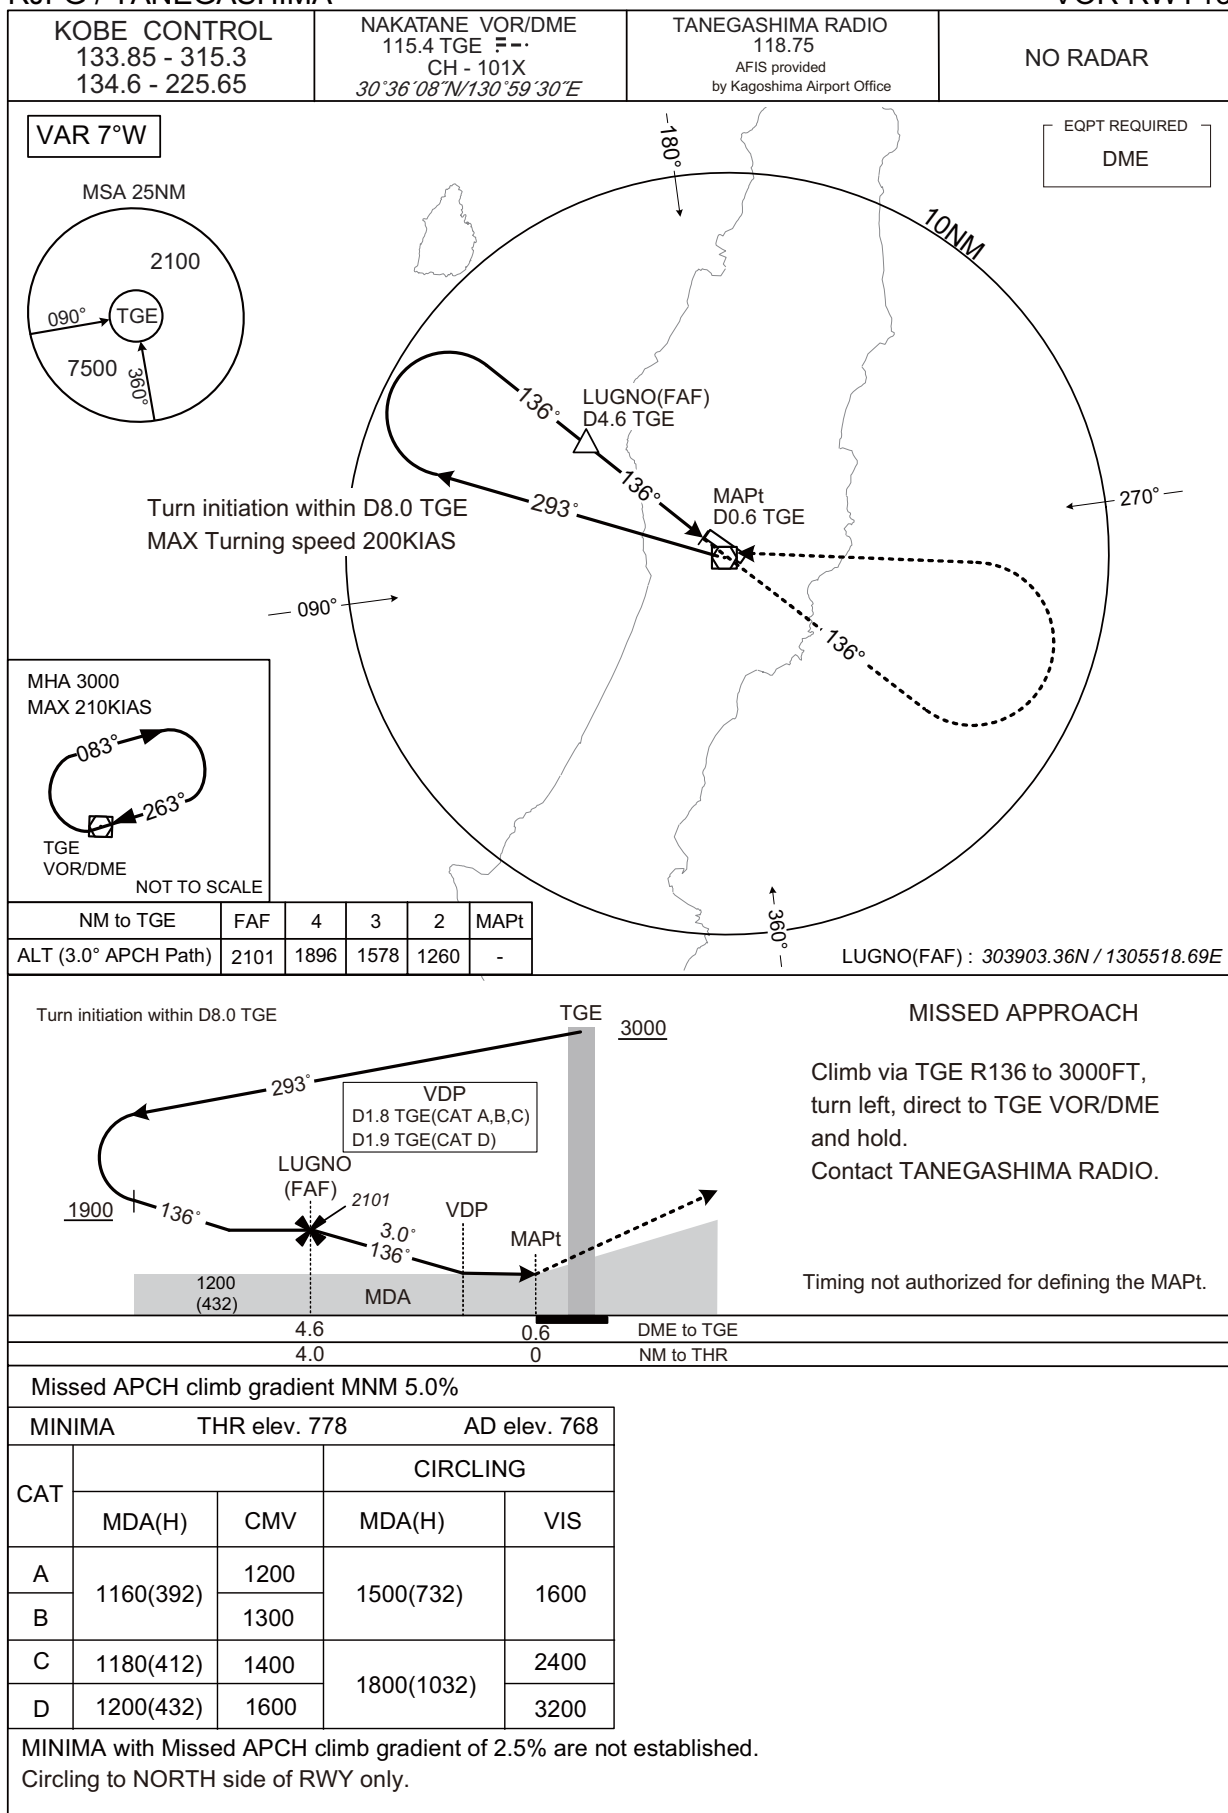 KOBE CONTROL
133.85 - 315.3
134.6 - 225.65
NAKATANE VOR/DME
115.4 TGE
CH - 101X
30°36′08″N/130°59′30″E
TANEGASHIMA RADIO
118.75
AFIS provided
by Kagoshima Airport Office
NO RADAR
VAR 7°W
EQPT REQUIRED
DME
MSA 25NM
2100
090°
TGE
7500
360°
180°
10NM
136°
LUGNO(FAF)
D4.6 TGE
136°
MAPt
D0.6 TGE
293°
270°
Turn initiation within D8.0 TGE
MAX Turning speed 200KIAS
090°
136°
MHA 3000
MAX 210KIAS
083°
263°
TGE
VOR/DME
NOT TO SCALE
360°
NM to TGE FAF 4 3 2 MAPt
ALT (3.0° APCH Path) 2101 1896 1578 1260 -
LUGNO(FAF) : 303903.36N / 1305518.69E
Turn initiation within D8.0 TGE
TGE
3000
293°
VDP
D1.8 TGE(CAT A,B,C)
D1.9 TGE(CAT D)
LUGNO
(FAF)
2101
1900
136°
3.0°
136°
VDP
MAPt
1200
(432)
MDA
4.6 0.6 DME to TGE
4.0 0 NM to THR
MISSED APPROACH
Climb via TGE R136 to 3000FT,
turn left, direct to TGE VOR/DME
and hold.
Contact TANEGASHIMA RADIO.
Timing not authorized for defining the MAPt.
Missed APCH climb gradient MNM 5.0%
MINIMA THR elev. 778 AD elev. 768
CAT CIRCLING
MDA(H) CMV MDA(H) VIS
A 1160(392) 1200 1500(732) 1600
B 1300
C 1180(412) 1400 1800(1032) 2400
D 1200(432) 1600 3200
MINIMA with Missed APCH climb gradient of 2.5% are not established.
Circling to NORTH side of RWY only.